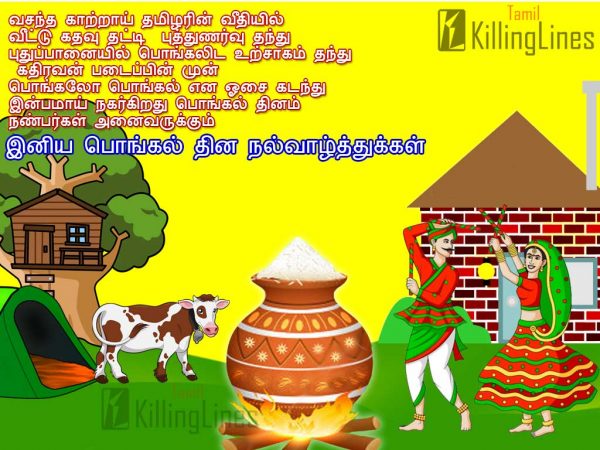 வசந்த காற்றாய் தமிழரின் வீதியில்
வீட்டு கதவு தட்டி புத்துணர்வு தந்து
புதுப்பானையில் பொங்கலிட உற்சாகம் தந்து
கதிரவன் படைப்பின் முன்
பொங்கலோ பொங்கல் என ஓசை கடந்து
இன்பமாய் நகர்கிறது பொங்கல் தினம்
நண்பர்கள் அனைவருக்கும்
இனிய பொங்கல் தின நல்வாழ்த்துக்கள்
Tamil
KillingLines
Tamil
KillingLines